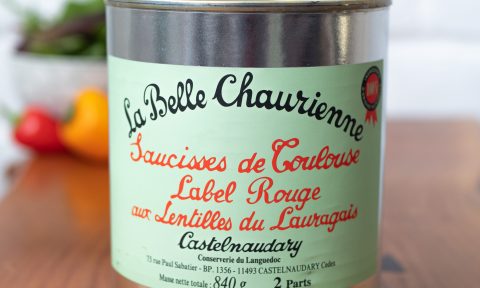 La Belle Chaurienne
Saucisses de Toulouse
Label Rouge
aux Lentilles du Lauragais
Castelnaudary
Conserverie du Languedoc
75 rue Paul Sabatier - BP. 1356 - 11493 CASTELNAUDARY Cedex
Masse nette totale : 840 g 2 Parts